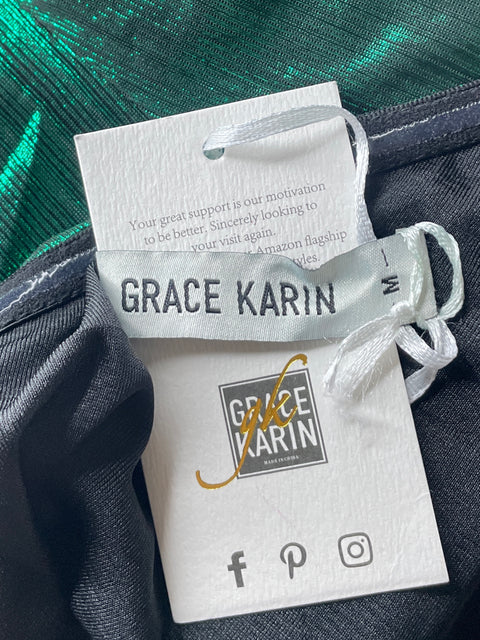 Your great support is our motivation
to be better. Sincerely looking to
your visit again.
Amazon flagship
styles.
GRACE KARIN
M
GRACE
KARIN
gk
MADE IN CHINA